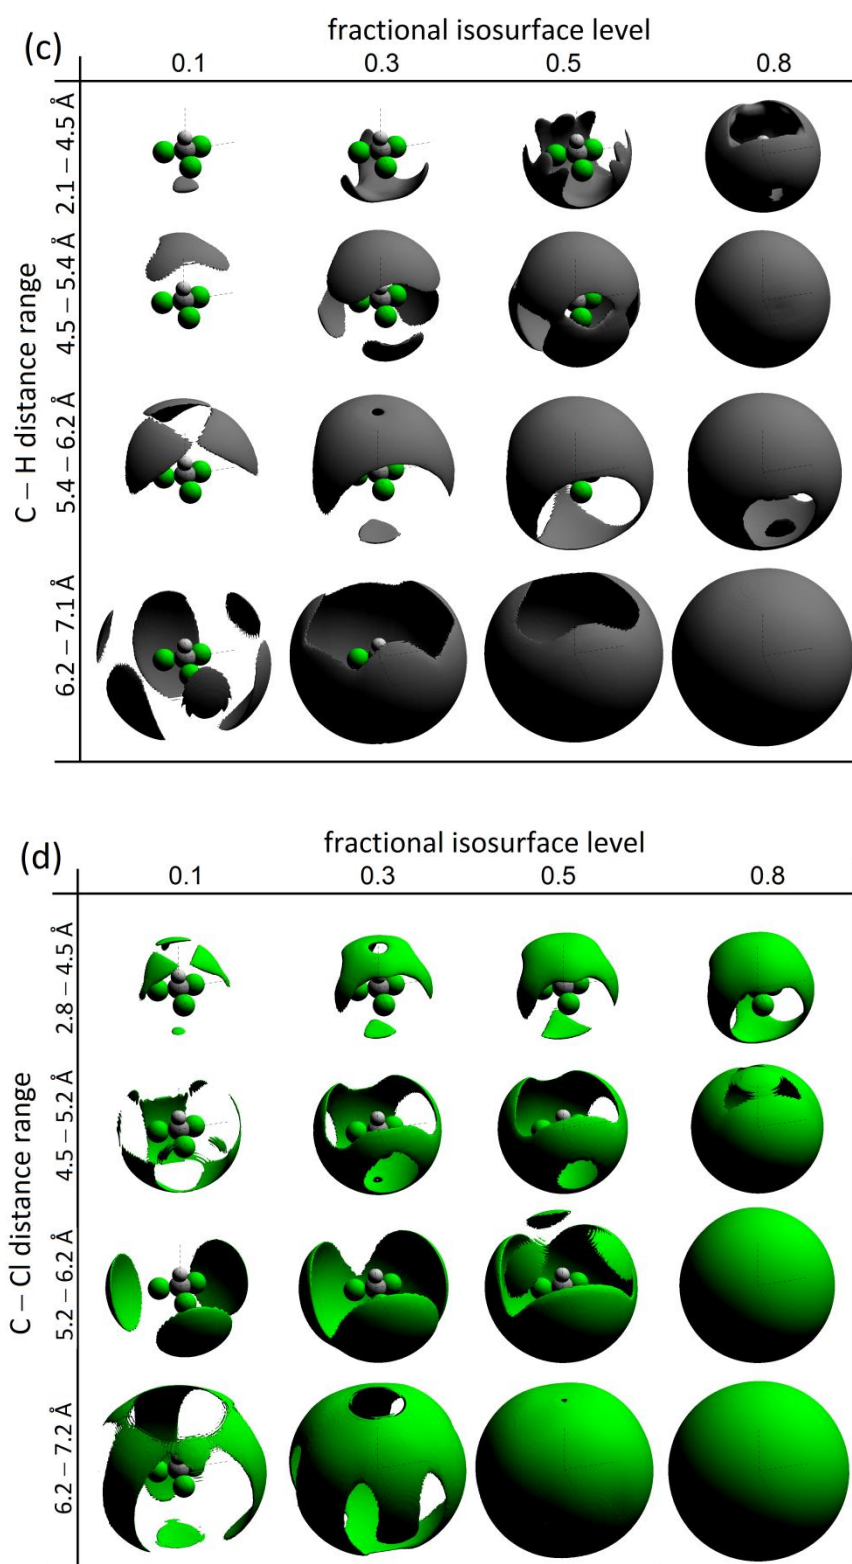 (c)
fractional isosurface level
0.1 0.3 0.5 0.8
C – H distance range
2.1 – 4.5 Å
4.5 – 5.4 Å
5.4 – 6.2 Å
6.2 – 7.1 Å
(d)
fractional isosurface level
0.1 0.3 0.5 0.8
C – Cl distance range
2.8 – 4.5 Å
4.5 – 5.2 Å
5.2 – 6.2 Å
6.2 – 7.2 Å